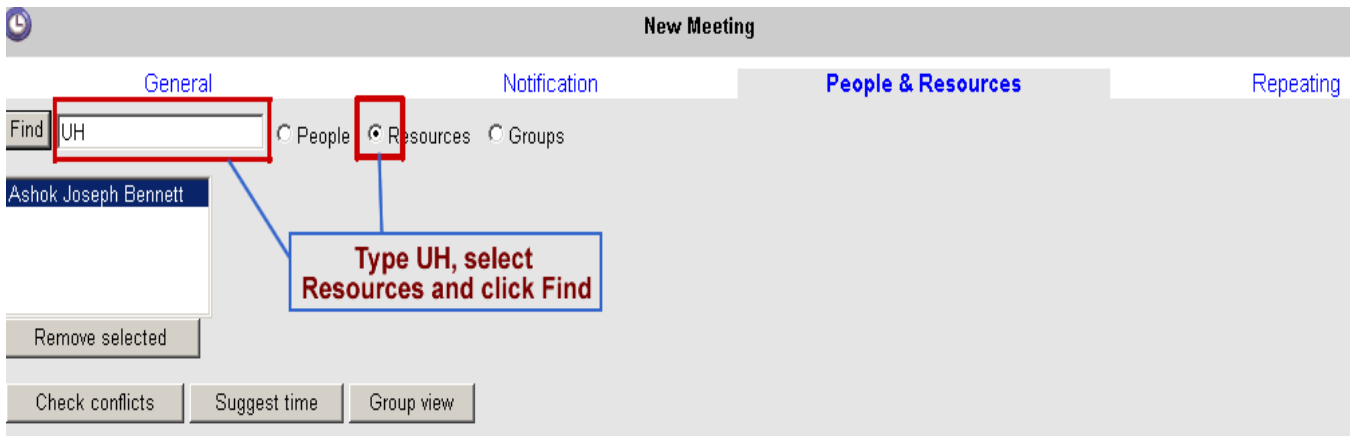 New Meeting
General Notification People & Resources Repeating
Find UH People Resources Groups
Ashok Joseph Bennett
Type UH, select
Resources and click Find
Remove selected
Check conflicts Suggest time Group view